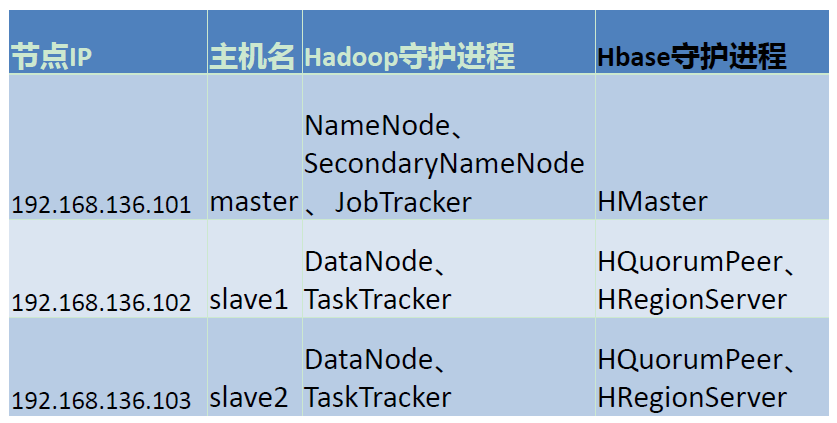 节点IP 主机名 Hadoop守护进程 Hbase守护进程
NameNode、
SecondaryNameNode
192.168.136.101 master 、 JobTracker HMaster
DataNode、 HQuorumPeer、
192.168.136.102 slave1 TaskTracker HRegionServer
DataNode、 HQuorumPeer、
192.168.136.103 slave2 TaskTracker HRegionServer